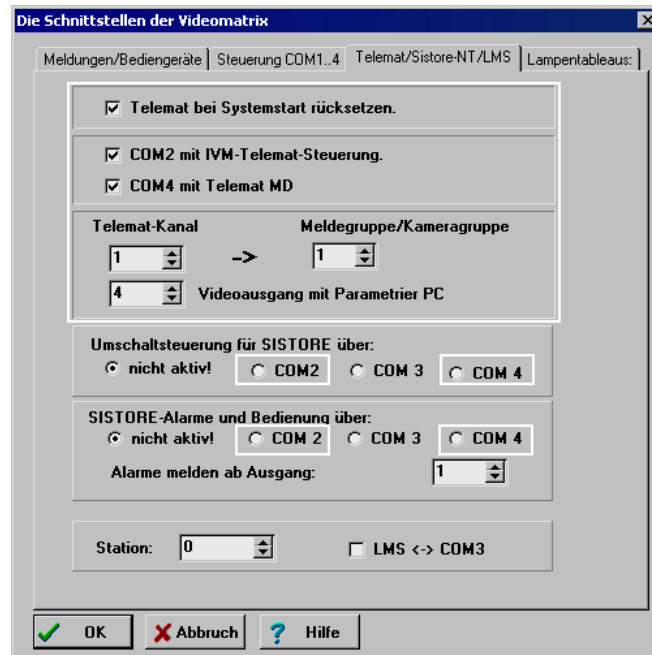 Die Schnittstellen der Videomatrix
Meldungen/Bediengeräte
Steuerung COM1..4
Telemat/Sistore-NT/LMS
Lampentableaus:
Telemat bei Systemstart rücksetzen.
COM2 mit IVM-Telemat-Steuerung.
COM4 mit Telemat MD
Telemat-Kanal
Meldegruppe/Kameragruppe
1 -> 1
4 Videoausgang mit Parametrier PC
Umschaltsteuerung für SISTORE über:
nicht aktiv! COM2 COM 3 COM 4
SISTORE-Alarme und Bedienung über:
nicht aktiv! COM 2 COM 3 COM 4
Alarme melden ab Ausgang: 1
Station: 0 LMS <-> COM3
OK Abbruch ? Hilfe